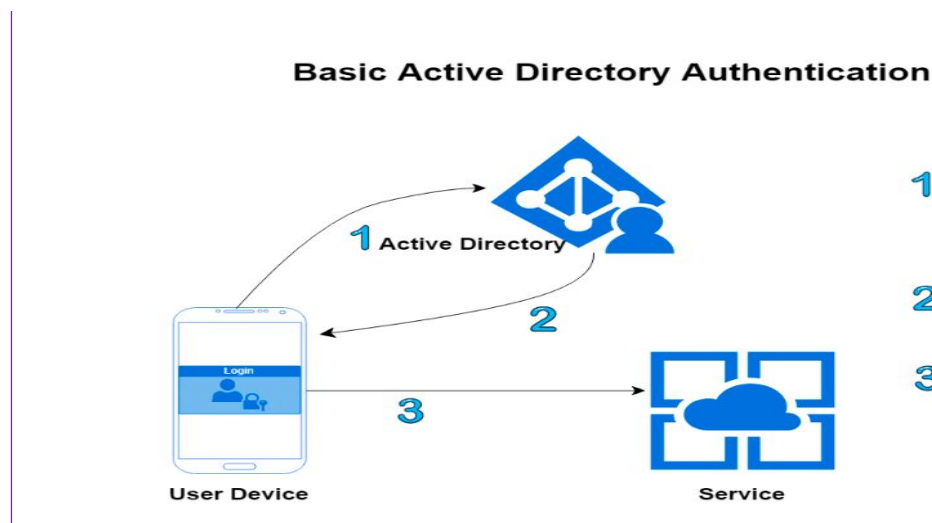 Basic Active Directory Authentication
1
1
Active Directory
2
2
Login
3
3
User Device
Service